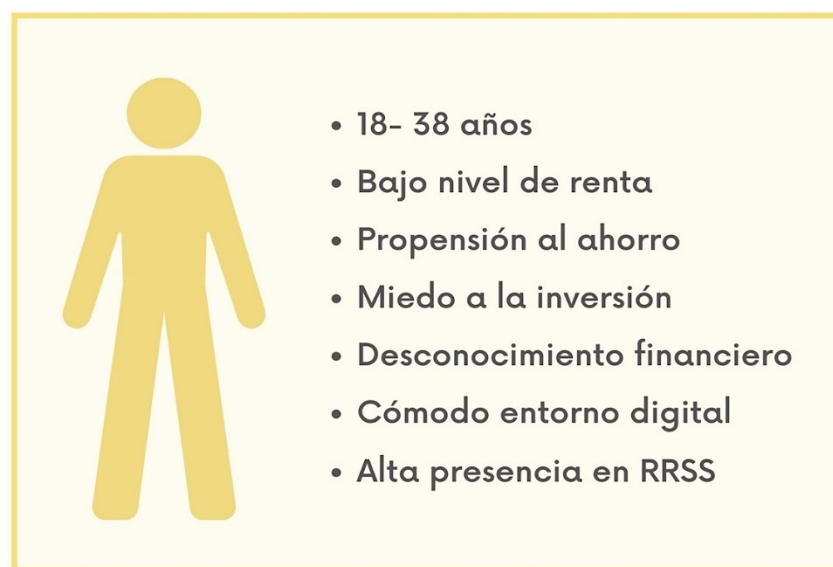 • 18- 38 años
• Bajo nivel de renta
• Propensión al ahorro
• Miedo a la inversión
• Desconocimiento financiero
• Cómodo entorno digital
• Alta presencia en RRSS